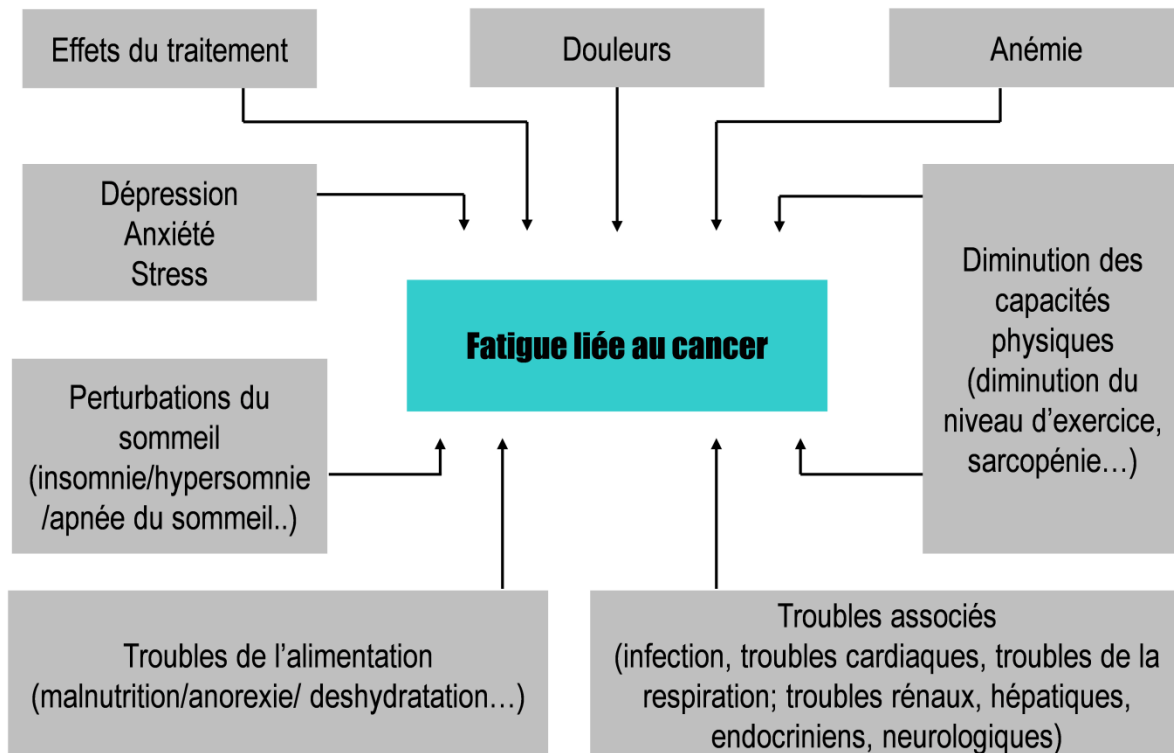 Effets du traitement
Douleurs
Anémie
Dépression
Anxiété
Stress
Diminution des
capacités
physiques
(diminution du
niveau d’exercice,
sarcopénie…)
Fatigue liée au cancer
Perturbations du
sommeil
(insomnie/hypersomnie
/apnée du sommeil..)
Troubles de l’alimentation
(malnutrition/anorexie/ deshydratation…)
Troubles associés
(infection, troubles cardiaques, troubles de la
respiration; troubles rénaux, hépatiques,
endocriniens, neurologiques)